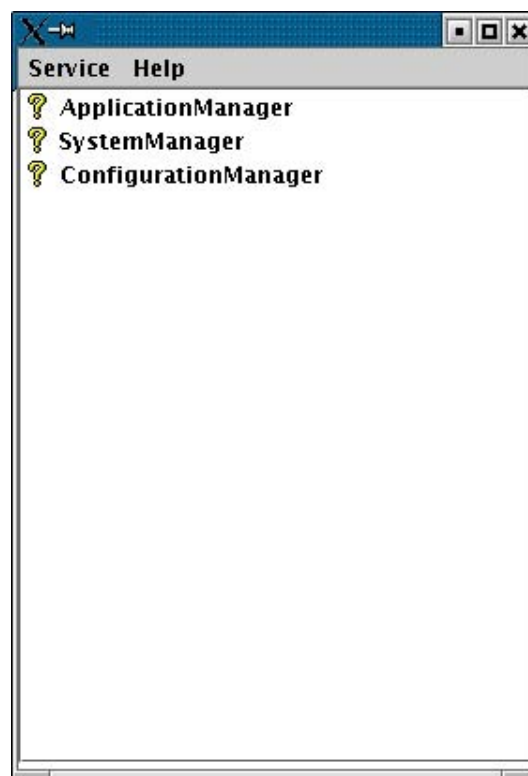 Service Help
ApplicationManager
SystemManager
ConfigurationManager